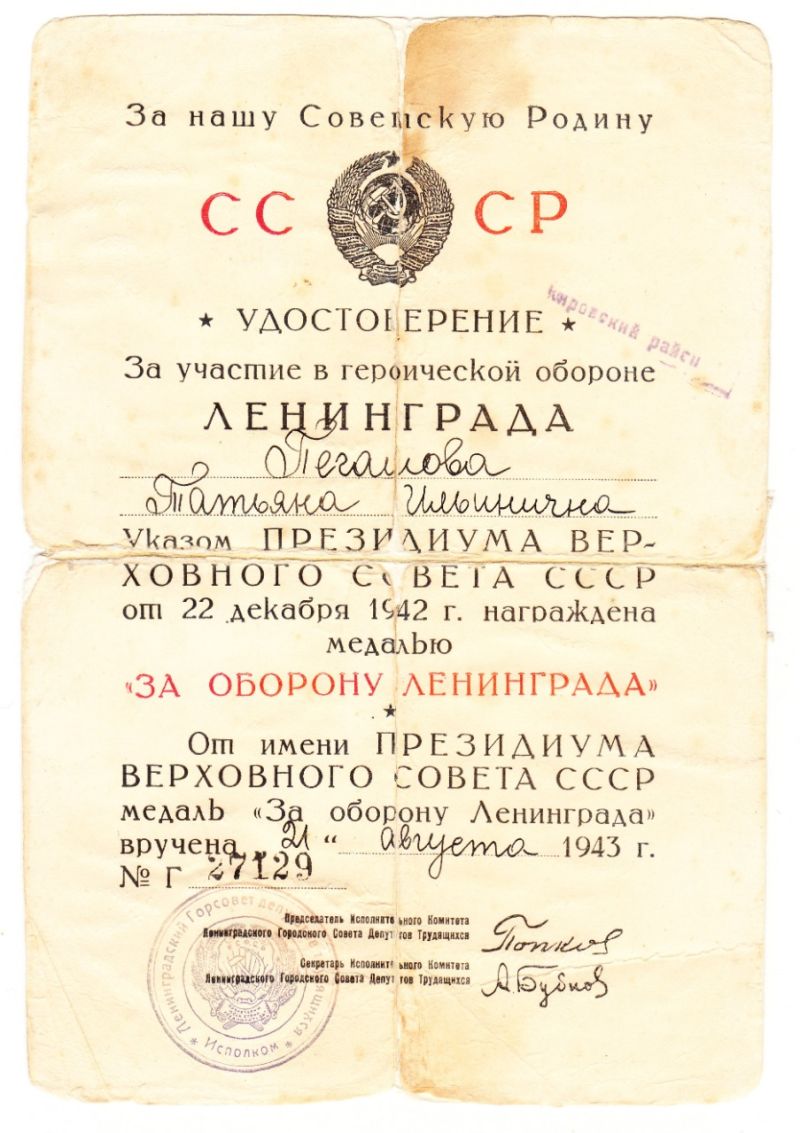 За нашу Советскую Родину
СС СР
★ УДОСТОВЕРЕНИЕ ★
Кировский
За участие в героической обороне
ЛЕНИНГРАДА
Татьяна Ильинична
Указом ПРЕЗИДИУМА ВЕР-
ХОВНОГО СОВЕТА СССР
от 22 декабря 1942 г. награждена
медалью
«ЗА ОБОРОНУ ЛЕНИНГРАДА»
★
От имени ПРЕЗИДИУМА
ВЕРХОВНОГО СОВЕТА СССР
медаль «За оборону Ленинграда»
вручена „21“ августа 1943 г.
№ Г 27129
Председатель Исполнительного Комитета
Ленинградского Городского Совета Депутатов Трудящихся
Попков
Секретарь Исполнительного Комитета
Ленинградского Городского Совета Депутатов Трудящихся
А.Бубнов
Ленинградский Горсовет
* Исполком *